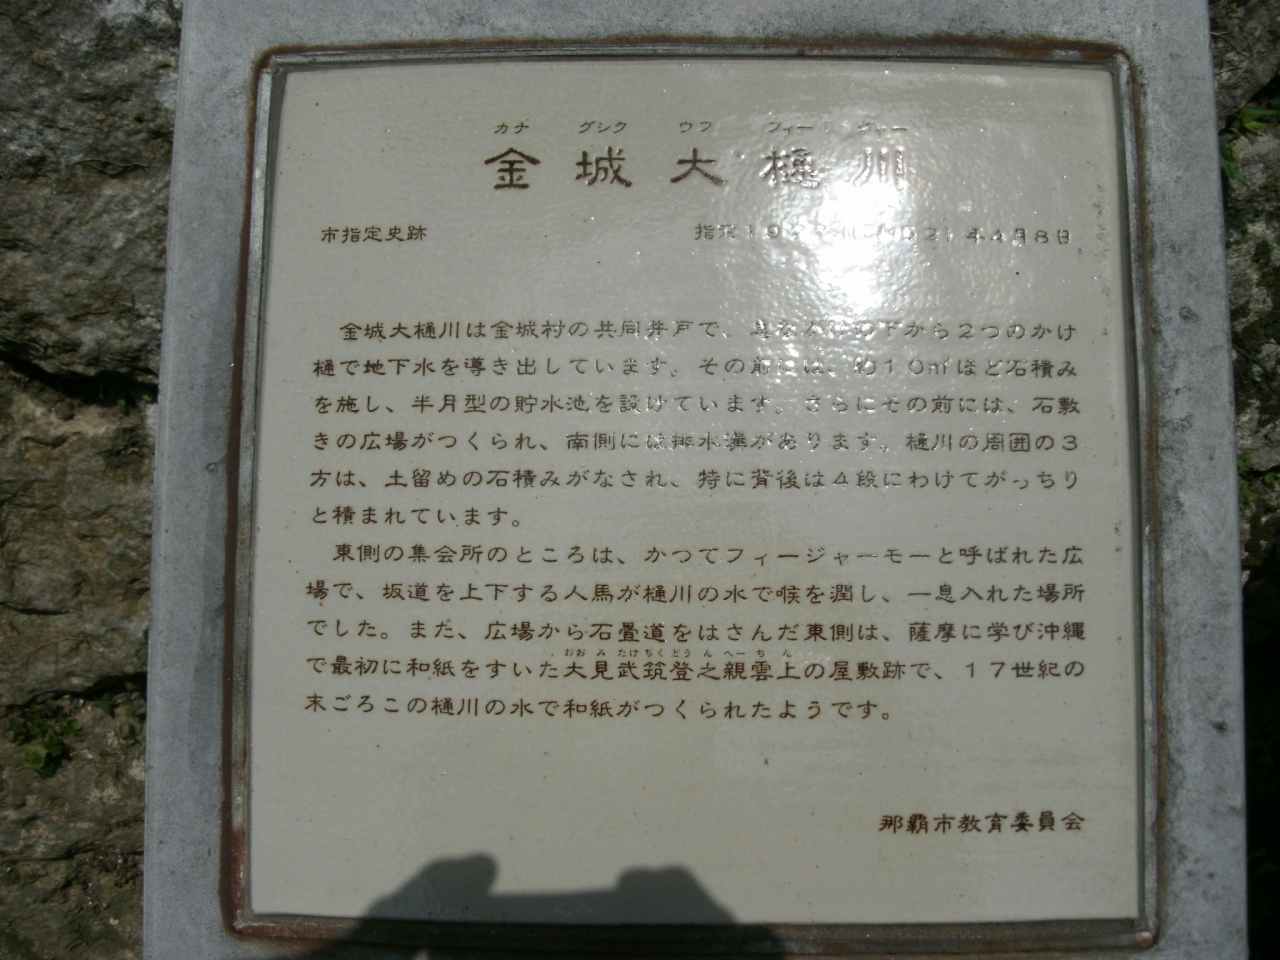 カナ グシク ウフ フィー ジャー
金城大樋川
市指定史跡 指定 年4月8日
金城大樋川は金城村の共同井戸で、 下から2つのかけ
樋で地下水を導き出しています。その前には、約10㎡ほど石積み
を施し、半月型の貯水池を設けています。さらにその前には、石敷
きの広場がつくられ、南側には排水溝があります。樋川の周囲の3
方は、土留めの石積みがなされ、特に背後は4段にわけてがっちり
と積まれています。
東側の集会所のところは、かつてフィージャーモーと呼ばれた広
場で、坂道を上下する人馬が樋川の水で喉を潤し、一息入れた場所
でした。また、広場から石畳道をはさんだ東側は、薩摩に学び沖縄
おおみたけちくどぅんぺーちん
で最初に和紙をすいた大見武筑登之親雲上の屋敷跡で、17世紀の
末ごろこの樋川の水で和紙がつくられたようです。
那覇市教育委員会